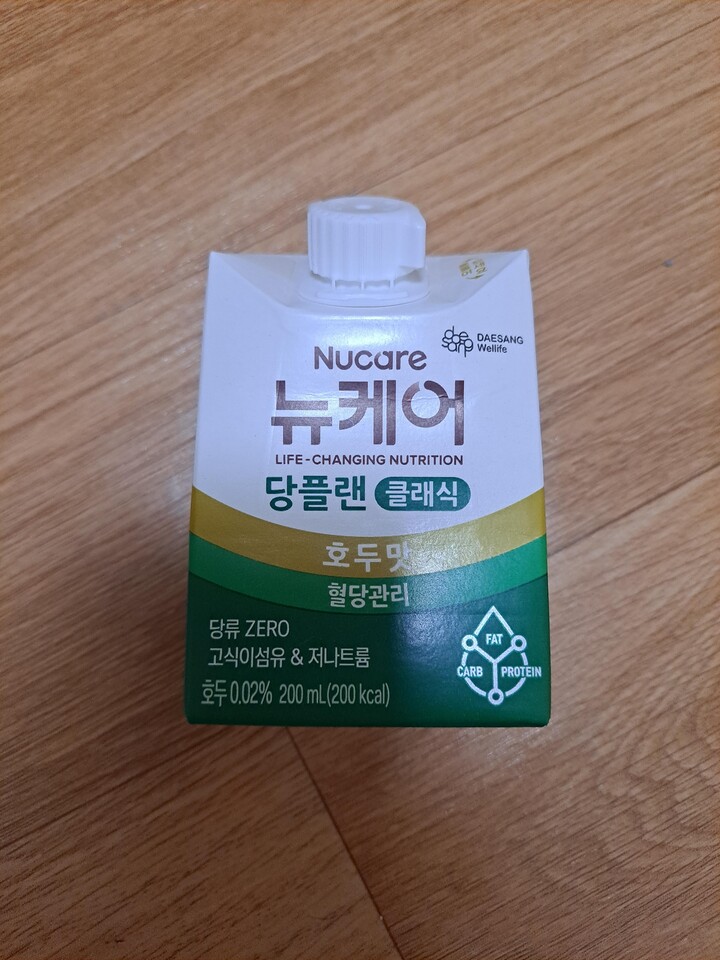 DAESANG
Wellife
Nucare
뉴케어
LIFE-CHANGING NUTRITION
당플랜 클래식
호두맛
혈당관리
당류 ZERO
고식이섬유 & 저나트륨
호두 0.02% 200 mL(200 kcal)
FAT
CARB PROTEIN